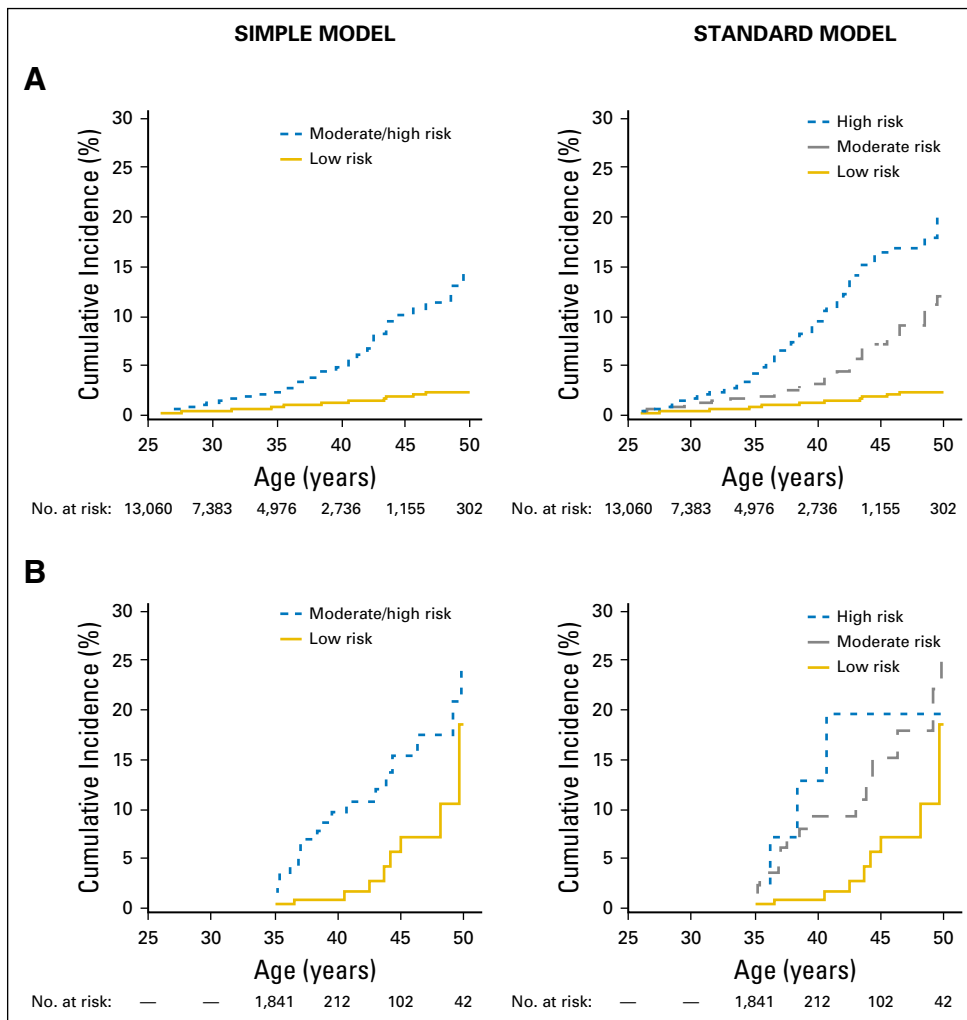 SIMPLE MODEL
STANDARD MODEL
A
Cumulative Incidence (%)
30
25
20
15
10
5
0
Moderate/high risk
Low risk
25 30 35 40 45 50
Age (years)
No. at risk: 13,060 7,383 4,976 2,736 1,155 302
Cumulative Incidence (%)
30
25
20
15
10
5
0
High risk
Moderate risk
Low risk
25 30 35 40 45 50
Age (years)
No. at risk: 13,060 7,383 4,976 2,736 1,155 302
B
Cumulative Incidence (%)
30
25
20
15
10
5
0
Moderate/high risk
Low risk
25 30 35 40 45 50
Age (years)
No. at risk: — — 1,841 212 102 42
Cumulative Incidence (%)
30
25
20
15
10
5
0
High risk
Moderate risk
Low risk
25 30 35 40 45 50
Age (years)
No. at risk: — — 1,841 212 102 42